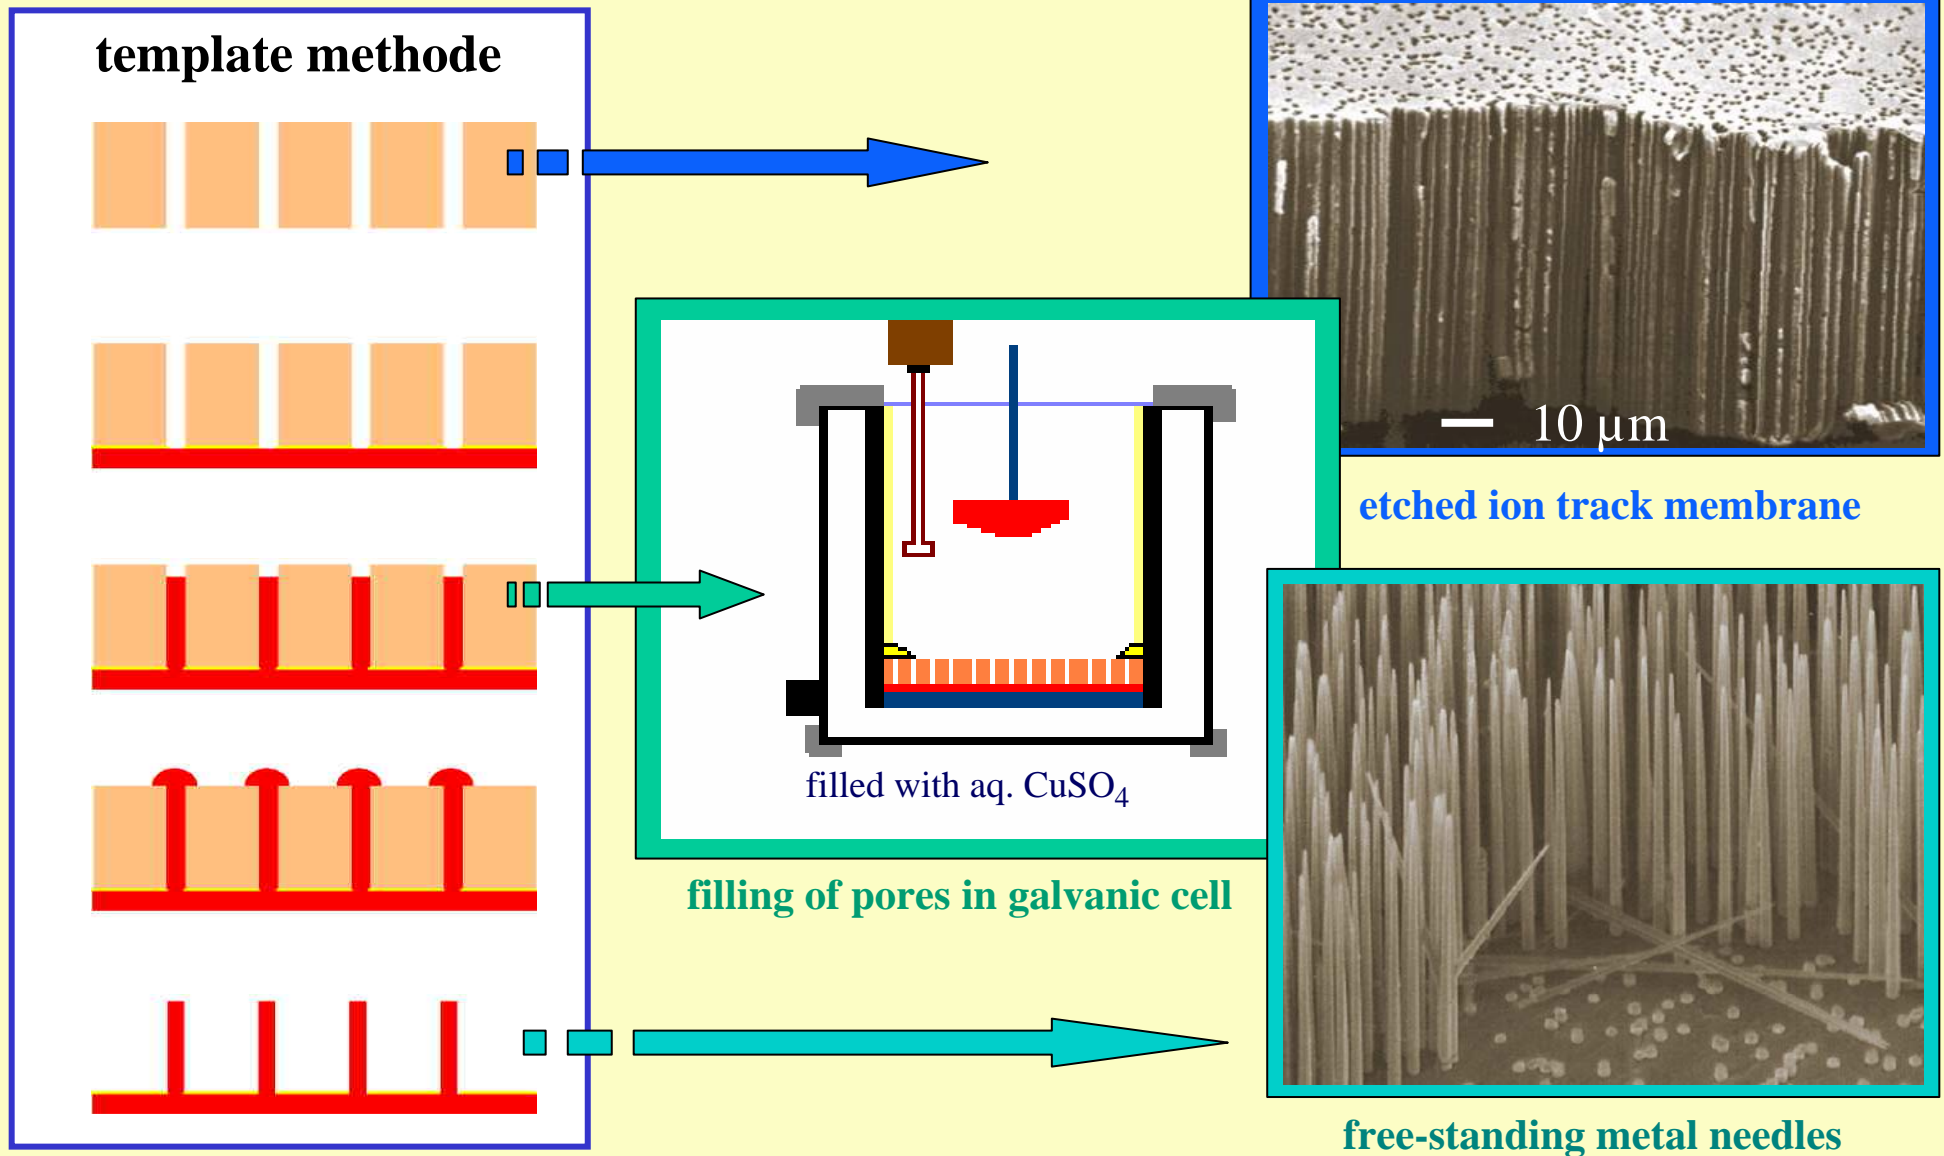 template methode
10 µm
etched ion track membrane
filled with aq. CuSO₄
filling of pores in galvanic cell
free-standing metal needles